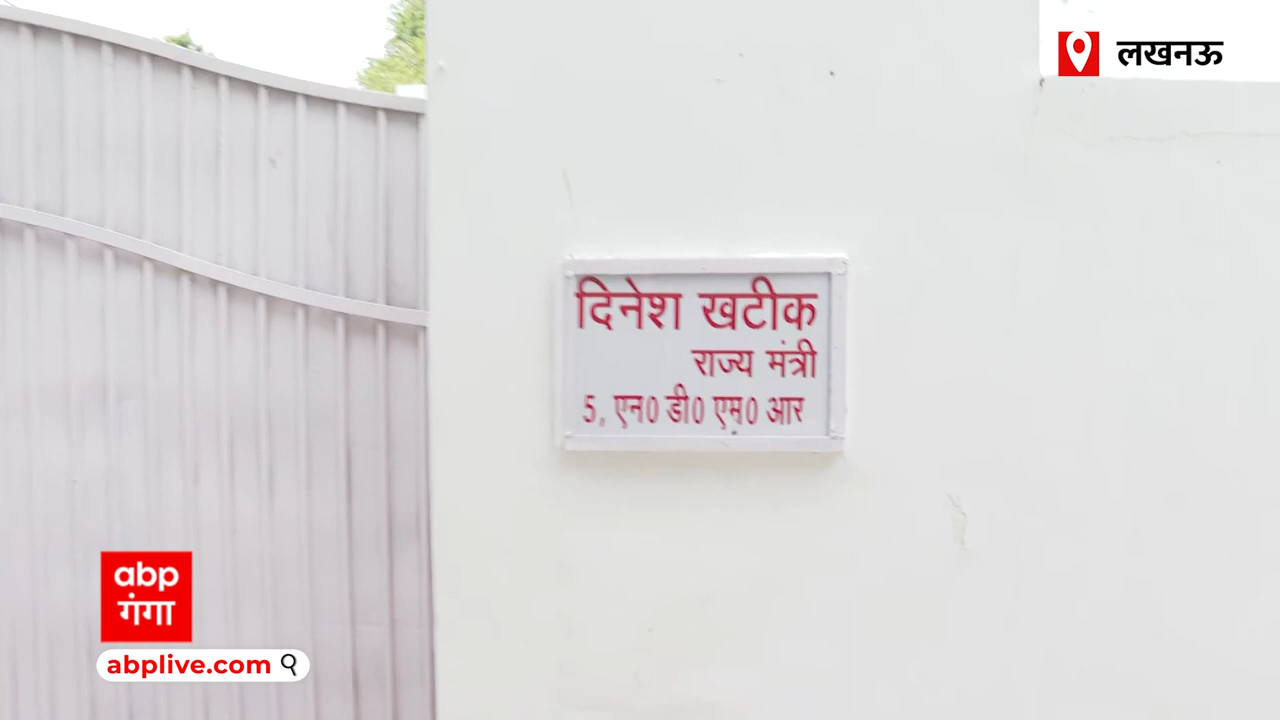 लखनऊ
दिनेश खटीक
राज्य मंत्री
5, एन0 डी0 एम0 आर
abp
गंगा
abplive.com